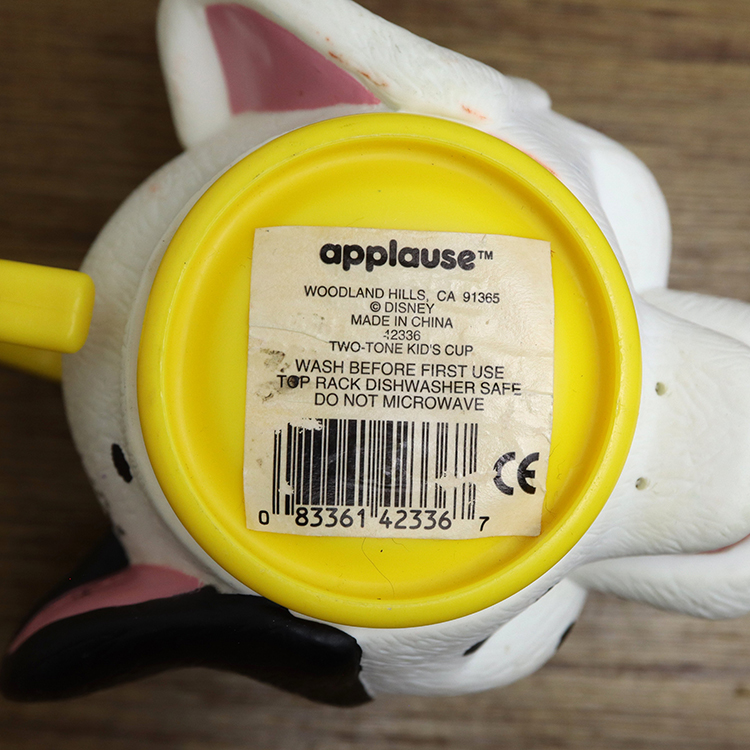 applause™
WOODLAND HILLS, CA 91365
© DISNEY
MADE IN CHINA
42336
TWO-TONE KID'S CUP
WASH BEFORE FIRST USE
TOP RACK DISHWASHER SAFE
DO NOT MICROWAVE
CE
0 83361 42336 7